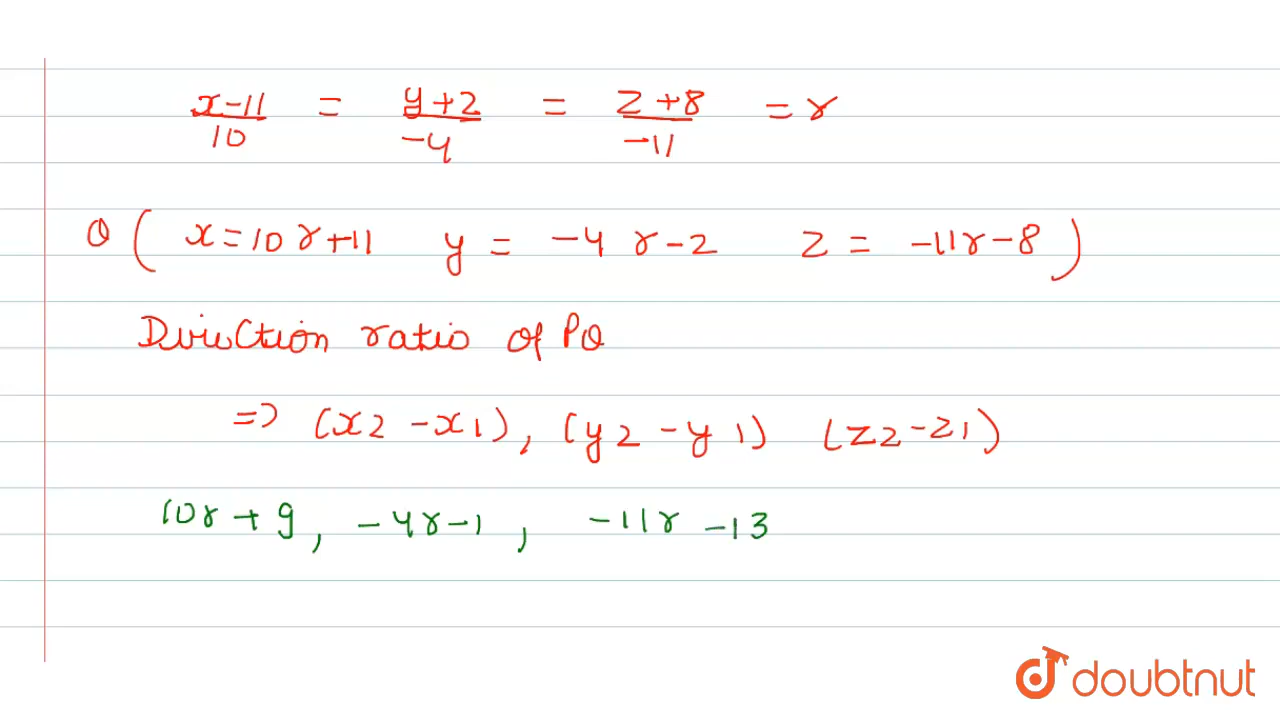 x-11/10 = y+2/-4 = z+8/-11 = r
Q ( x=10r+11 y = -4 r-2 z = -11r-8 )
Direction ratio of PQ
=> (x2 -x1), (y2 -y1) (z2-z1)
10r+9, -4r-1, -11r -13
doubtnut